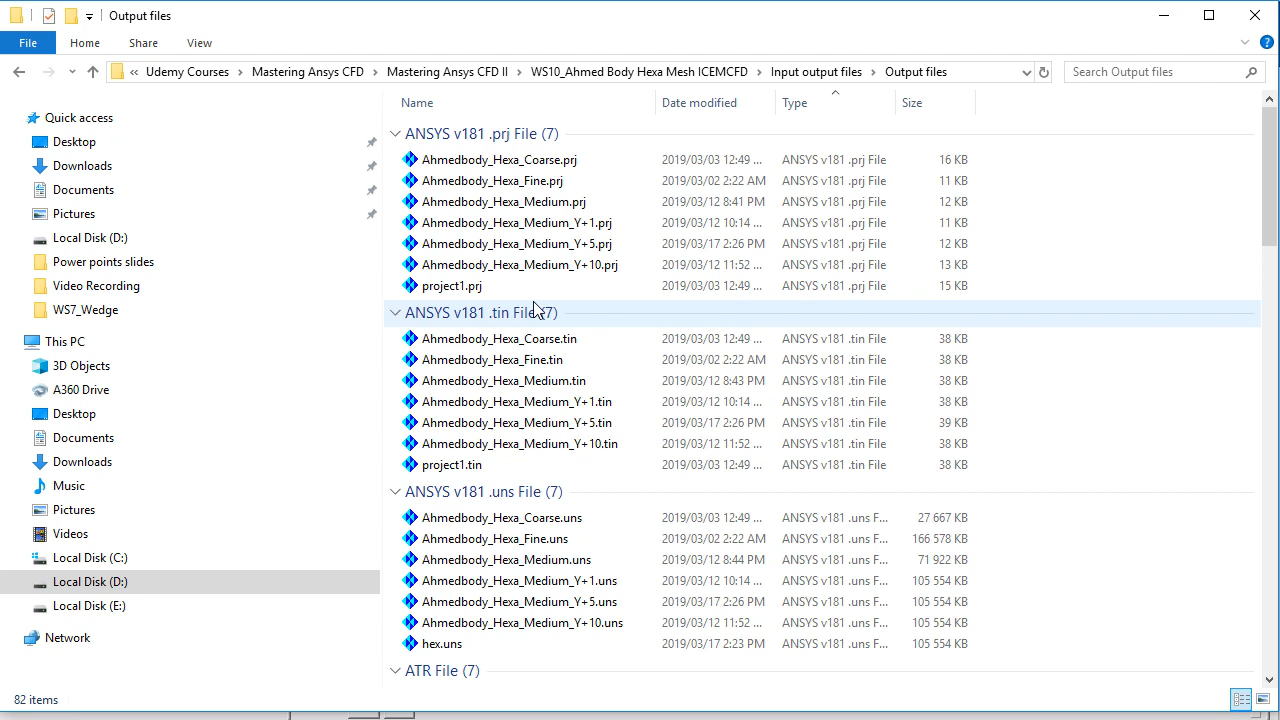 Output files
File Home Share View
« Udemy Courses > Mastering Ansys CFD > Mastering Ansys CFD II > WS10_Ahmed Body Hexa Mesh ICEMCFD > Input output files > Output files
Search Output files
Name Date modified Type Size
Quick access
Desktop
Downloads
Documents
Pictures
Local Disk (D:)
Power points slides
Video Recording
WS7_Wedge
This PC
3D Objects
A360 Drive
Desktop
Documents
Downloads
Music
Pictures
Videos
Local Disk (C:)
Local Disk (D:)
Local Disk (E:)
Network
ANSYS v181 .prj File (7)
Ahmedbody_Hexa_Coarse.prj 2019/03/03 12:49 ... ANSYS v181 .prj File 16 KB
Ahmedbody_Hexa_Fine.prj 2019/03/02 2:22 AM ANSYS v181 .prj File 11 KB
Ahmedbody_Hexa_Medium.prj 2019/03/12 8:41 PM ANSYS v181 .prj File 12 KB
Ahmedbody_Hexa_Medium_Y+1.prj 2019/03/12 10:14 ... ANSYS v181 .prj File 11 KB
Ahmedbody_Hexa_Medium_Y+5.prj 2019/03/17 2:26 PM ANSYS v181 .prj File 12 KB
Ahmedbody_Hexa_Medium_Y+10.prj 2019/03/12 11:52 ... ANSYS v181 .prj File 13 KB
project1.prj 2019/03/03 12:49 ... ANSYS v181 .prj File 15 KB
ANSYS v181 .tin File (7)
Ahmedbody_Hexa_Coarse.tin 2019/03/03 12:49 ... ANSYS v181 .tin File 38 KB
Ahmedbody_Hexa_Fine.tin 2019/03/02 2:22 AM ANSYS v181 .tin File 38 KB
Ahmedbody_Hexa_Medium.tin 2019/03/12 8:43 PM ANSYS v181 .tin File 38 KB
Ahmedbody_Hexa_Medium_Y+1.tin 2019/03/12 10:14 ... ANSYS v181 .tin File 38 KB
Ahmedbody_Hexa_Medium_Y+5.tin 2019/03/17 2:26 PM ANSYS v181 .tin File 39 KB
Ahmedbody_Hexa_Medium_Y+10.tin 2019/03/12 11:52 ... ANSYS v181 .tin File 38 KB
project1.tin 2019/03/03 12:49 ... ANSYS v181 .tin File 38 KB
ANSYS v181 .uns File (7)
Ahmedbody_Hexa_Coarse.uns 2019/03/03 12:49 ... ANSYS v181 .uns F... 27 667 KB
Ahmedbody_Hexa_Fine.uns 2019/03/02 2:22 AM ANSYS v181 .uns F... 166 578 KB
Ahmedbody_Hexa_Medium.uns 2019/03/12 8:44 PM ANSYS v181 .uns F... 71 922 KB
Ahmedbody_Hexa_Medium_Y+1.uns 2019/03/12 10:14 ... ANSYS v181 .uns F... 105 554 KB
Ahmedbody_Hexa_Medium_Y+5.uns 2019/03/17 2:26 PM ANSYS v181 .uns F... 105 554 KB
Ahmedbody_Hexa_Medium_Y+10.uns 2019/03/12 11:52 ... ANSYS v181 .uns F... 105 554 KB
hex.uns 2019/03/17 2:23 PM ANSYS v181 .uns F... 105 554 KB
ATR File (7)
82 items